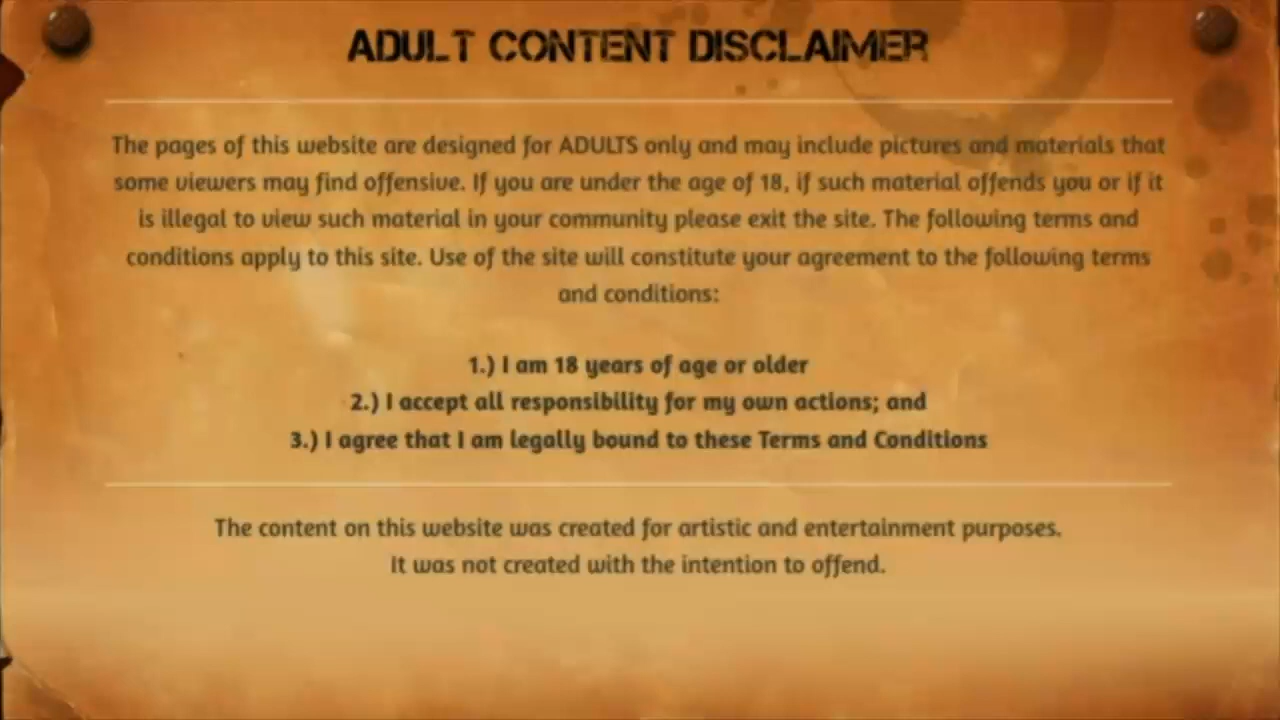 ADULT CONTENT DISCLAIMER
The pages of this website are designed for ADULTS only and may include pictures and materials that
some viewers may find offensive. If you are under the age of 18, if such material offends you or if it
is illegal to view such material in your community please exit the site. The following terms and
conditions apply to this site. Use of the site will constitute your agreement to the following terms
and conditions:
1.) I am 18 years of age or older
2.) I accept all responsibility for my own actions; and
3.) I agree that I am legally bound to these Terms and Conditions
The content on this website was created for artistic and entertainment purposes.
It was not created with the intention to offend.